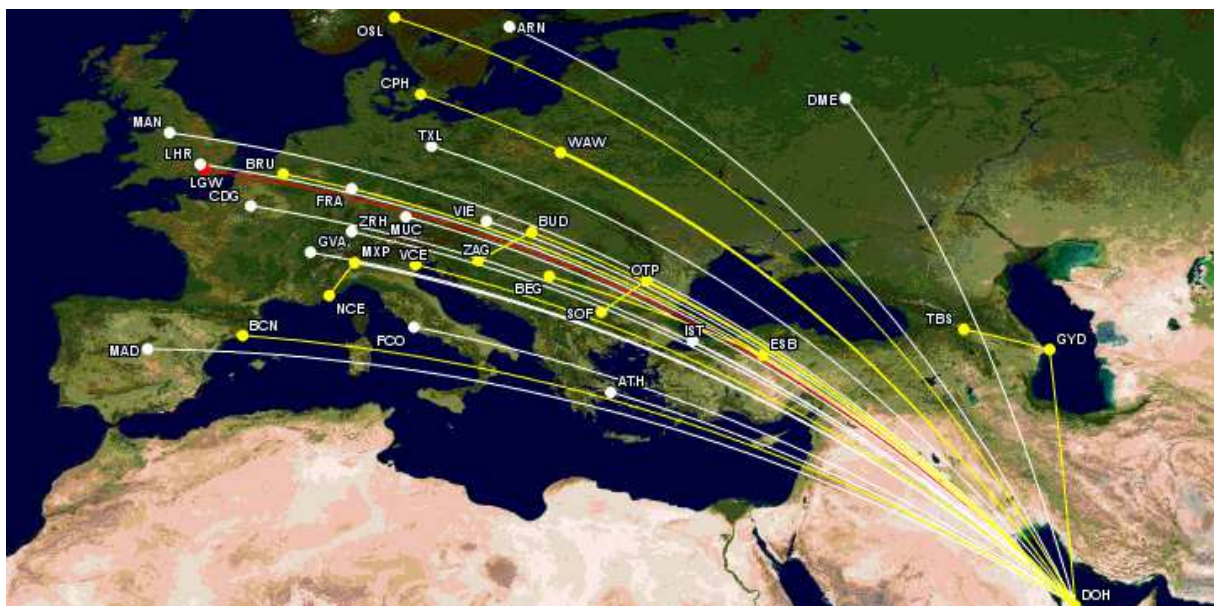 OSL
ARN
CPH
DME
MAN
TXL
WAW
LHR
BRU
LGW
CDG
FRA
ZRH
MUC
VIE
BUD
GVA
MXP
VCE
ZAG
OTP
BEG
NCE
SOF
BCN
FCO
IST
TBS
GYD
MAD
ESB
ATH
DOH